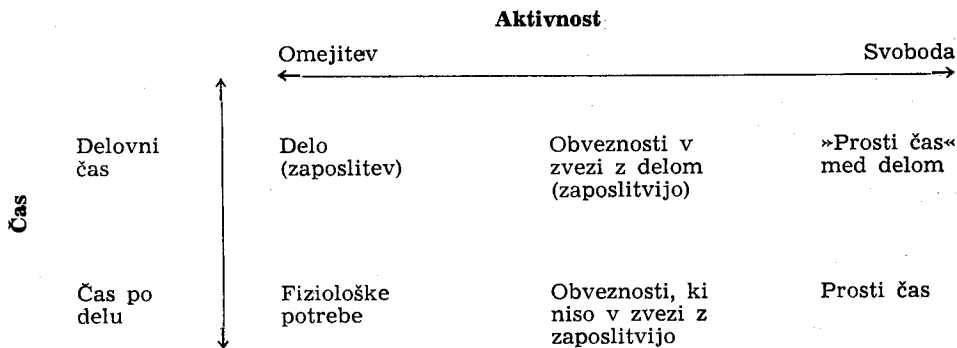 Aktivnost
Omejitev Svoboda
Delovni
čas
Delo
(zaposlitev)
Obveznosti v
zvezi z delom
(zaposlitvijo)
»Prosti čas«
med delom
Čas
Čas po
delu
Fiziološke
potrebe
Obveznosti, ki
niso v zvezi z
zaposlitvijo
Prosti čas